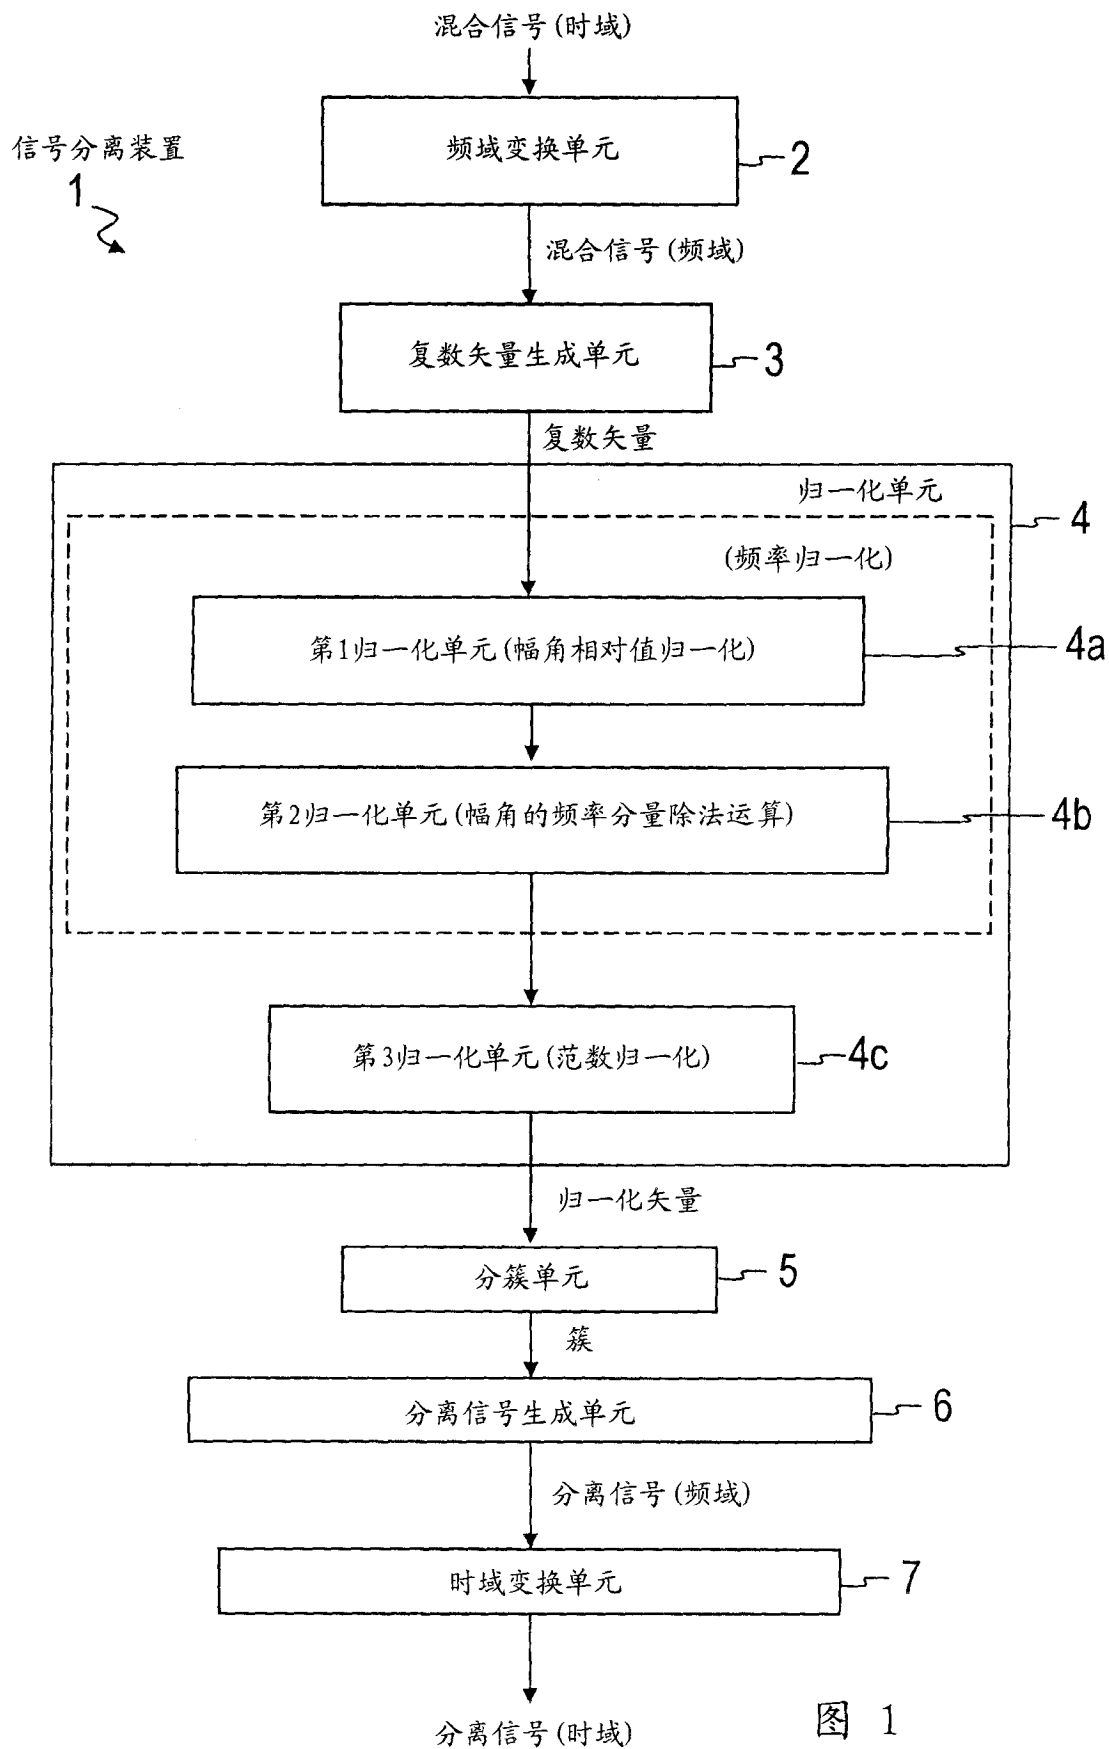 混合信号(时域)
信号分离装置
1
频域变换单元
2
混合信号(频域)
复数矢量生成单元
3
复数矢量
归一化单元
4
(频率归一化)
第1归一化单元(幅角相对值归一化)
4a
第2归一化单元(幅角的频率分量除法运算)
4b
第3归一化单元(范数归一化)
4c
归一化矢量
分簇单元
5
簇
分离信号生成单元
6
分离信号(频域)
时域变换单元
7
分离信号(时域)
图 1